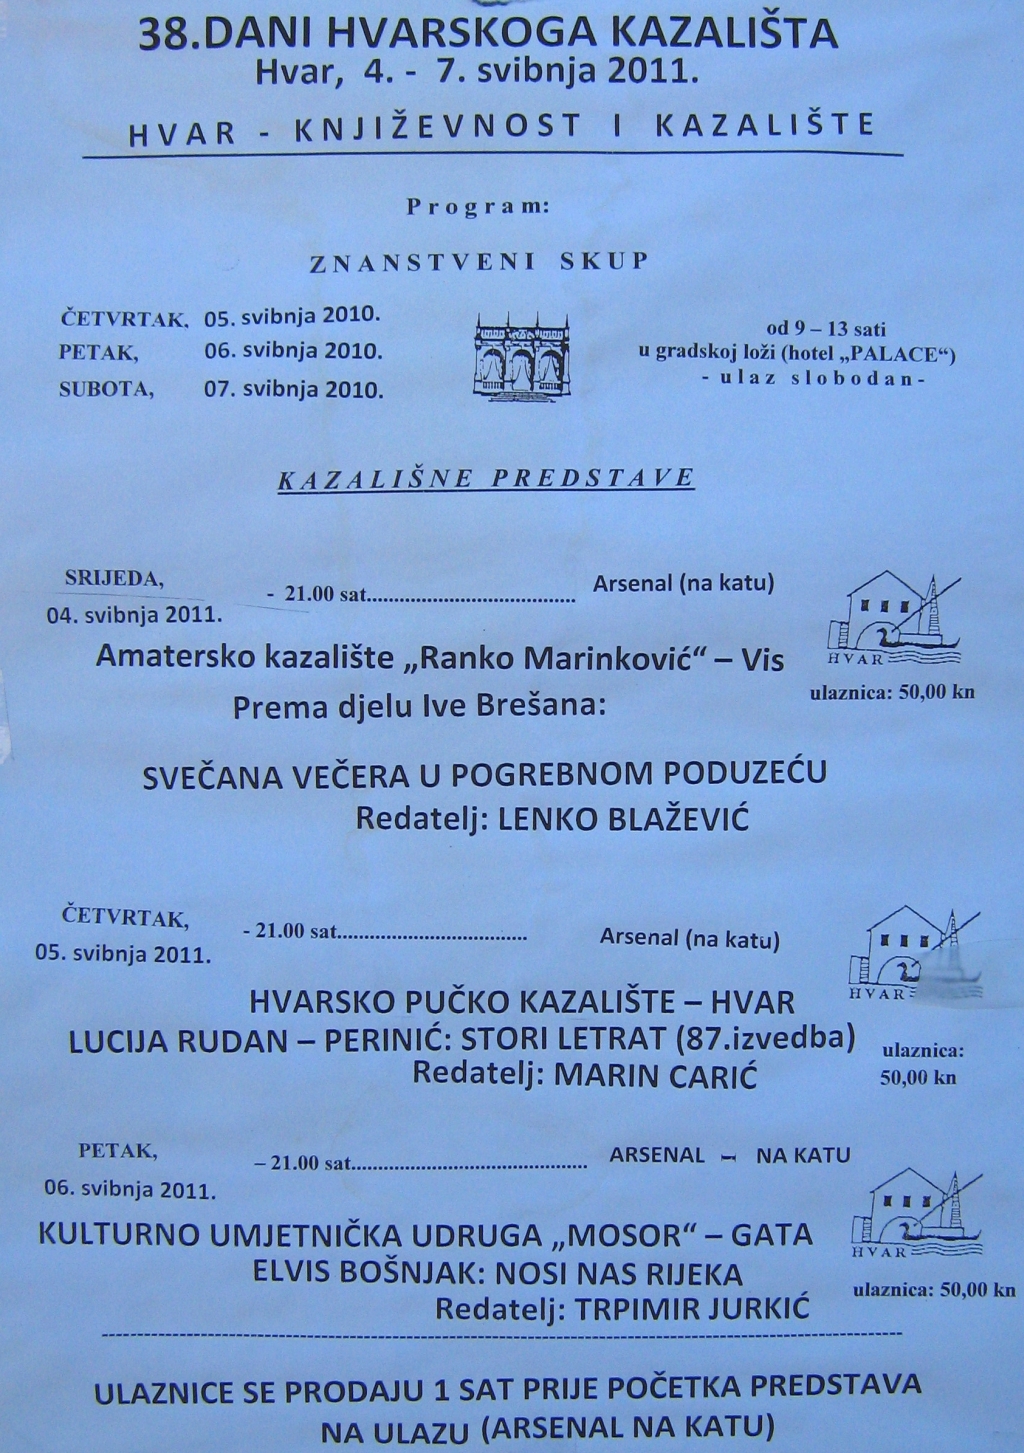 38.DANI HVARSKOGA KAZALIŠTA
Hvar, 4. - 7. svibnja 2011.
HVAR - KNJIŽEVNOST I KAZALIŠTE
Program:
ZNANSTVENI SKUP
ČETVRTAK, 05. svibnja 2010.
PETAK, 06. svibnja 2010.
SUBOTA, 07. svibnja 2010.
od 9 – 13 sati
u gradskoj loži (hotel „PALACE“)
- ulaz slobodan-
KAZALIŠNE PREDSTAVE
SRIJEDA,
04. svibnja 2011.
- 21.00 sat...................................... Arsenal (na katu)
HVAR
ulaznica: 50,00 kn
Amatersko kazalište „Ranko Marinković“ – Vis
Prema djelu Ive Brešana:
SVEČANA VEČERA U POGREBNOM PODUZEĆU
Redatelj: LENKO BLAŽEVIĆ
ČETVRTAK,
05. svibnja 2011.
- 21.00 sat.................................. Arsenal (na katu)
HVAR
HVARSKO PUČKO KAZALIŠTE – HVAR
LUCIJA RUDAN – PERINIĆ: STORI LETRAT (87.izvedba)
Redatelj: MARIN CARIĆ
ulaznica:
50,00 kn
PETAK,
06. svibnja 2011.
– 21.00 sat.......................................... ARSENAL – NA KATU
HVAR
ulaznica: 50,00 kn
KULTURNO UMJETNIČKA UDRUGA „MOSOR“ – GATA
ELVIS BOŠNJAK: NOSI NAS RIJEKA
Redatelj: TRPIMIR JURKIĆ
--------------------------------------------------------------------------------
ULAZNICE SE PRODAJU 1 SAT PRIJE POČETKA PREDSTAVA
NA ULAZU (ARSENAL NA KATU)